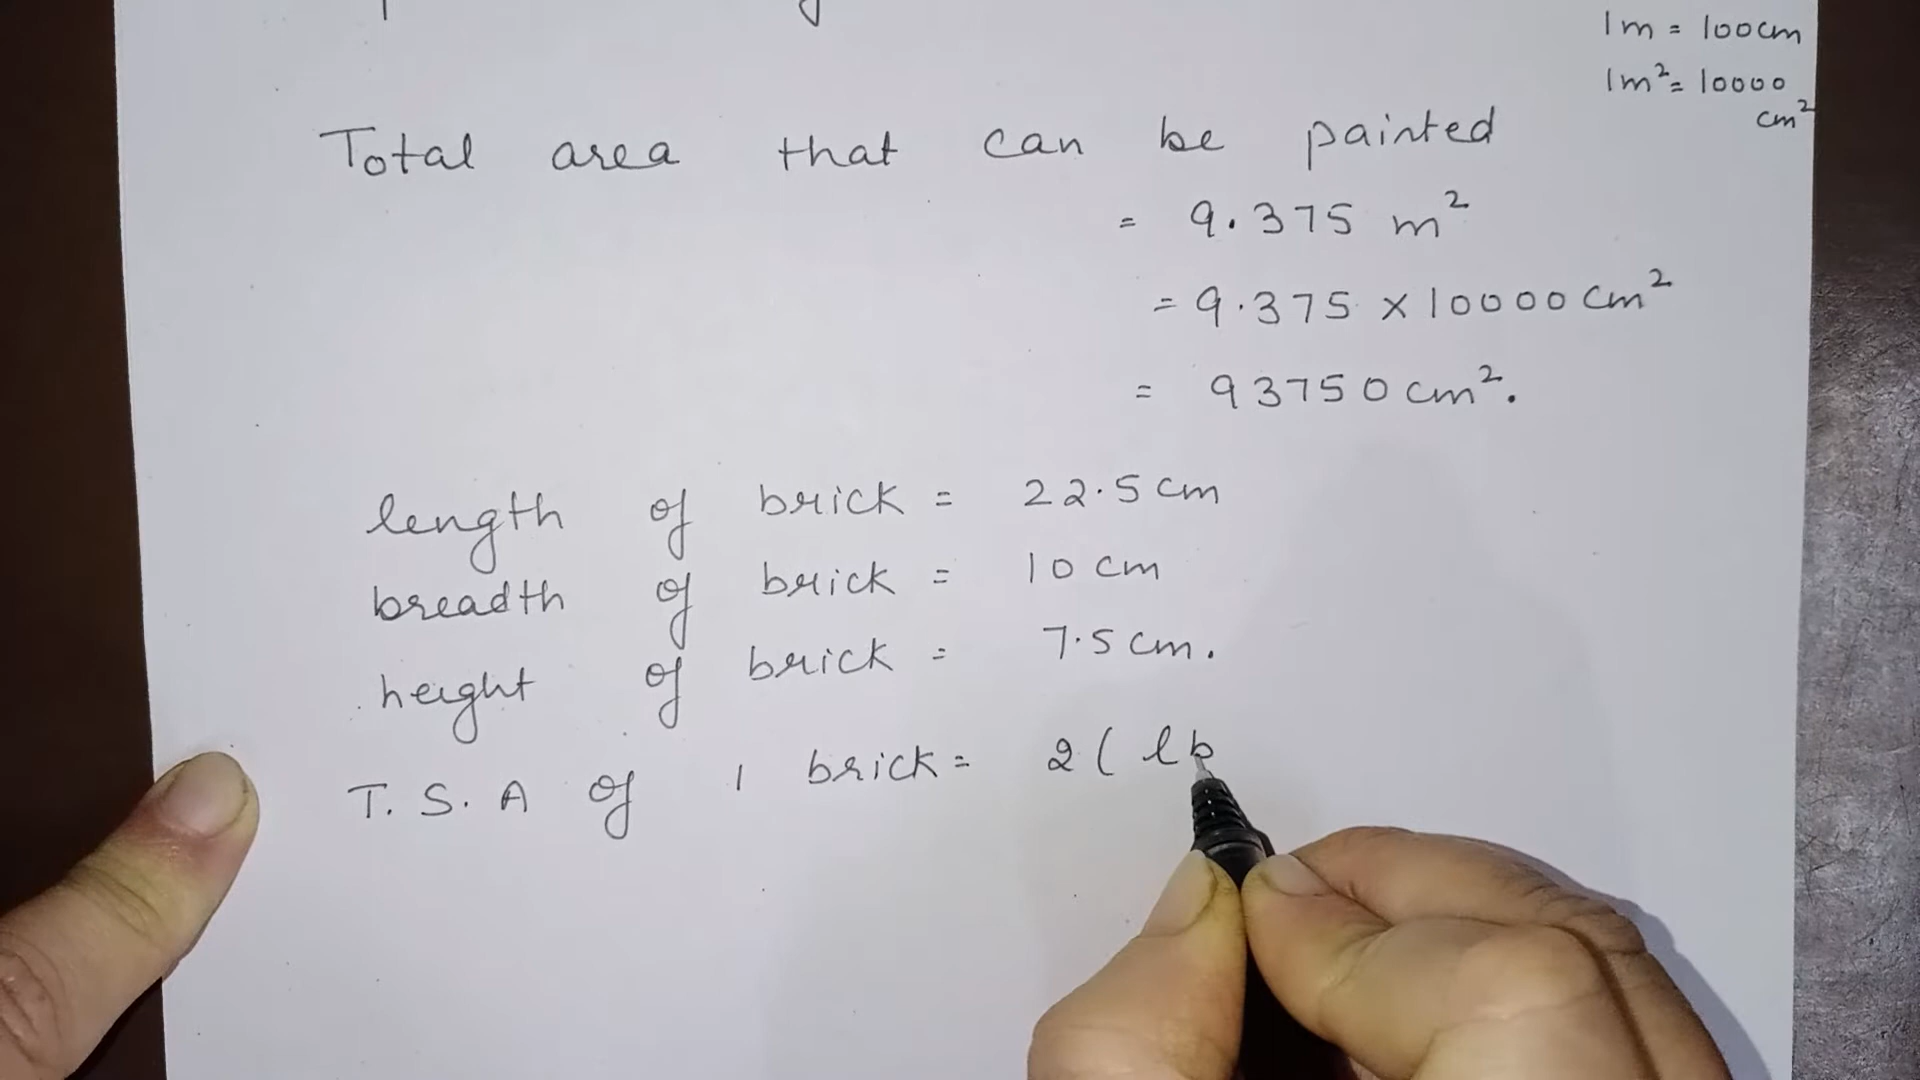 1m = 100cm
1m² = 10000
cm²
Total area that can be painted
= 9.375 m²
= 9.375 × 10000 cm²
= 93750 cm².
length of brick = 22.5 cm
breadth of brick = 10 cm
height of brick = 7.5 cm.
T.S.A of 1 brick = 2 ( lb